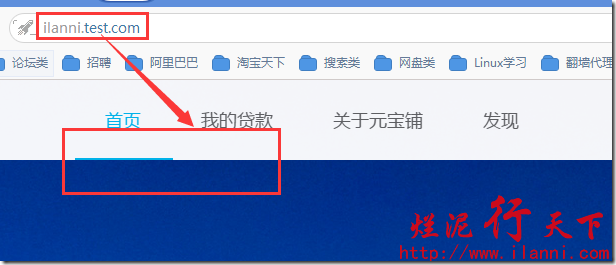 ilanni.test.com
论坛类 招聘 阿里巴巴 淘宝天下 搜索类 网盘类 Linux学习 翻墙代理
首页 我的贷款 关于元宝铺 发现
烂泥行天下
http://www.ilanni.com